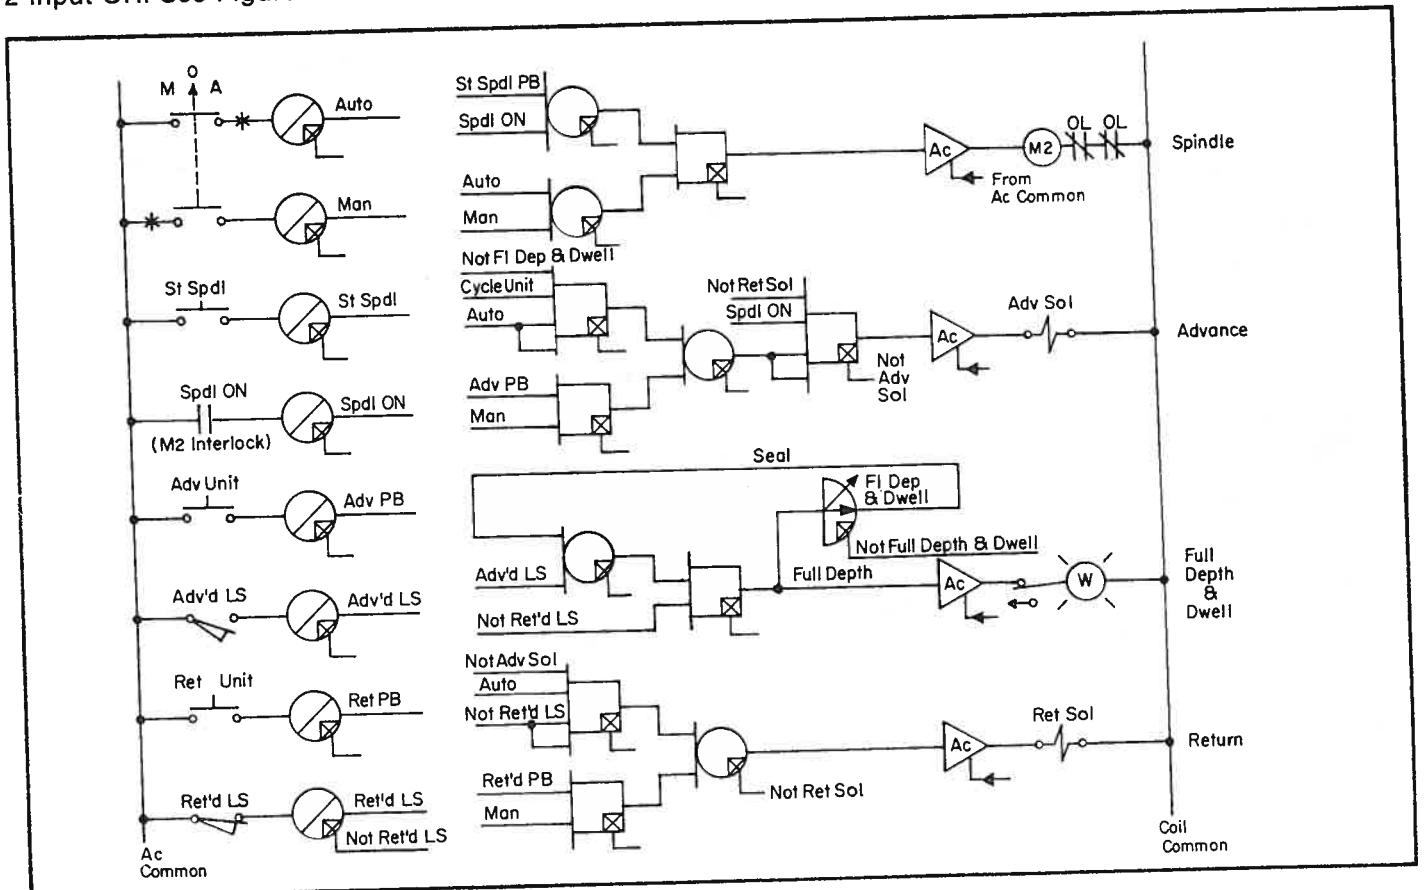 2 Input
O
M A
Auto
Man
St Spdl
St Spdl
Spdl ON
(M2 Interlock)
Spdl ON
Adv Unit
Adv PB
Adv'd LS
Adv'd LS
Ret Unit
Ret PB
Ret'd LS
Ret'd LS
Not Ret'd LS
Ac
Common
St Spdl PB
Spdl ON
Auto
Man
Ac
From
Ac Common
M2
OL OL
Spindle
Not Fl Dep & Dwell
Cycle Unit
Auto
Adv PB
Man
Not Ret Sol
Spdl ON
Not
Adv
Sol
Ac
Adv Sol
Advance
Seal
Fl Dep
& Dwell
Not Full Depth & Dwell
Adv'd LS
Not Ret'd LS
Full Depth
Ac
W
Full
Depth
&
Dwell
Not Adv Sol
Auto
Not Ret'd LS
Ret'd PB
Man
Not Ret Sol
Ac
Ret Sol
Return
Coil
Common